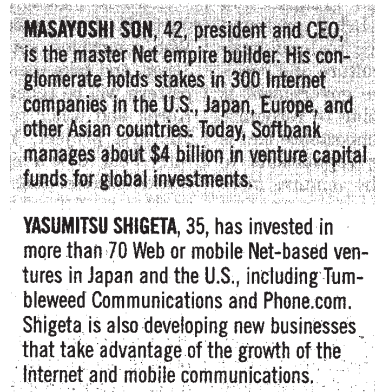 MASAYOSHI SON, 42, president and CEO,
is the master Net empire builder. His con-
glomerate holds stakes in 300 Internet
companies in the U.S., Japan, Europe, and
other Asian countries. Today, Softbank
manages about $4 billion in venture capital
funds for global investments.
YASUMITSU SHIGETA, 35, has invested in
more than 70 Web or mobile Net-based ven-
tures in Japan and the U.S., including Tum-
bleweed Communications and Phone.com.
Shigeta is also developing new businesses
that take advantage of the growth of the
Internet and mobile communications.